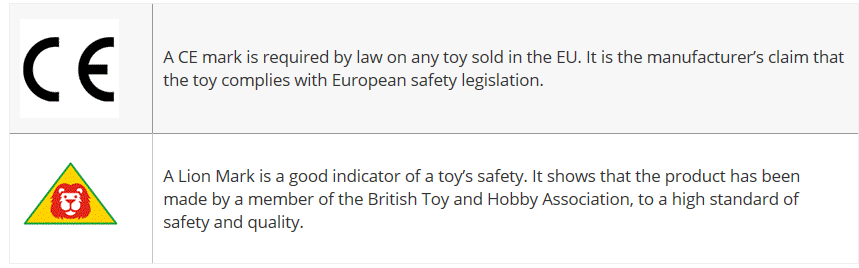 CE
A CE mark is required by law on any toy sold in the EU. It is the manufacturer’s claim that
the toy complies with European safety legislation.
A Lion Mark is a good indicator of a toy’s safety. It shows that the product has been
made by a member of the British Toy and Hobby Association, to a high standard of
safety and quality.